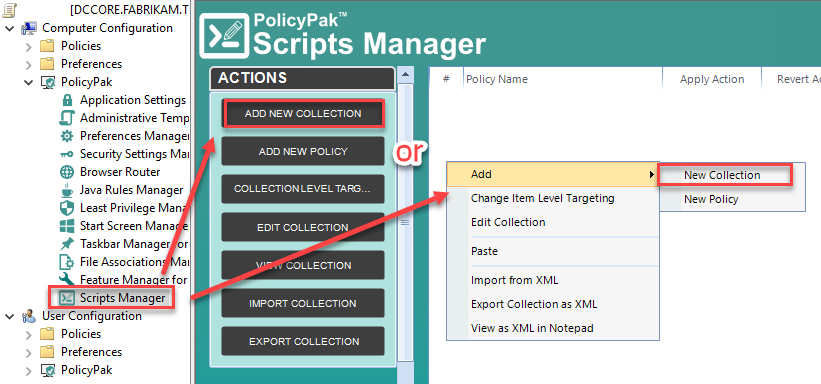 [DCCORE.FABRIKAM.T
Computer Configuration
Policies
Preferences
PolicyPak
Application Settings
Administrative Temp
Preferences Manager
Security Settings Mar
Browser Router
Java Rules Manager
Least Privilege Mana
Start Screen Manage
Taskbar Manager for
File Associations Mar
Feature Manager for
Scripts Manager
User Configuration
Policies
Preferences
PolicyPak
PolicyPak™
Scripts Manager
ACTIONS
ADD NEW COLLECTION
ADD NEW POLICY
COLLECTION LEVEL TARG...
EDIT COLLECTION
VIEW COLLECTION
IMPORT COLLECTION
EXPORT COLLECTION
or
# Policy Name Apply Action Revert Ac
Add
Change Item Level Targeting
Edit Collection
Paste
Import from XML
Export Collection as XML
View as XML in Notepad
New Collection
New Policy